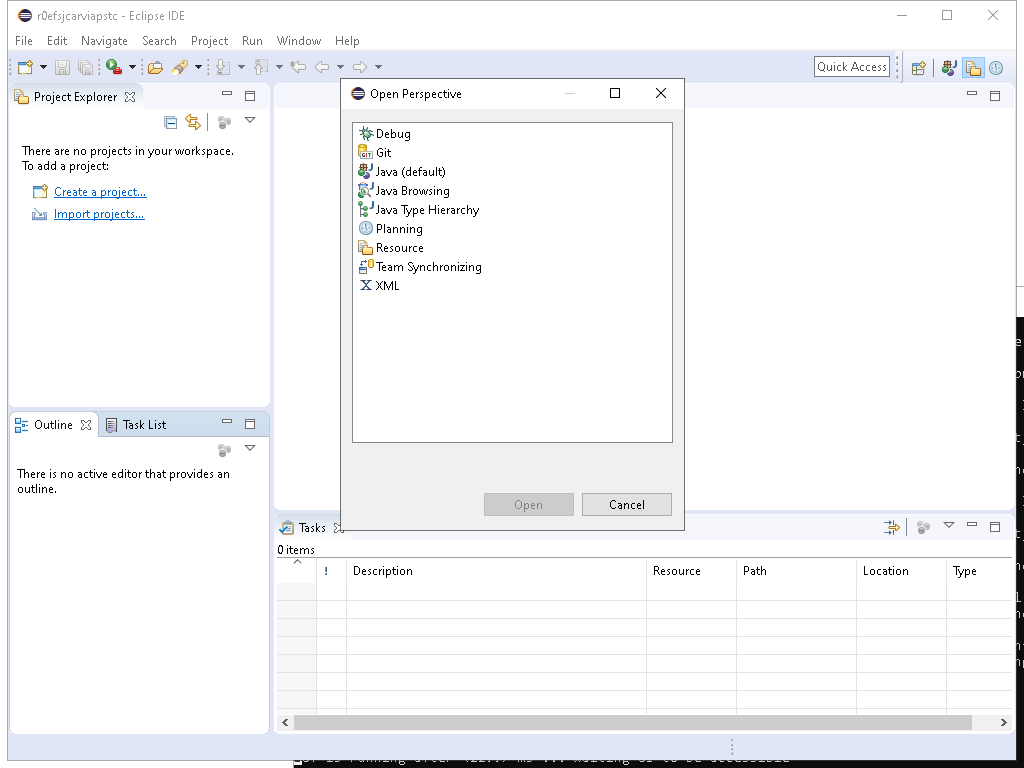 r0efsjcarviapstc - Eclipse IDE
File Edit Navigate Search Project Run Window Help
Quick Access
Project Explorer
There are no projects in your workspace.
To add a project:
Create a project...
Import projects...
Outline
Task List
There is no active editor that provides an
outline.
Open Perspective
Debug
GIT Git
Java (default)
Java Browsing
Java Type Hierarchy
Planning
Resource
Team Synchronizing
XML
Open
Cancel
Tasks
0 items
! Description Resource Path Location Type